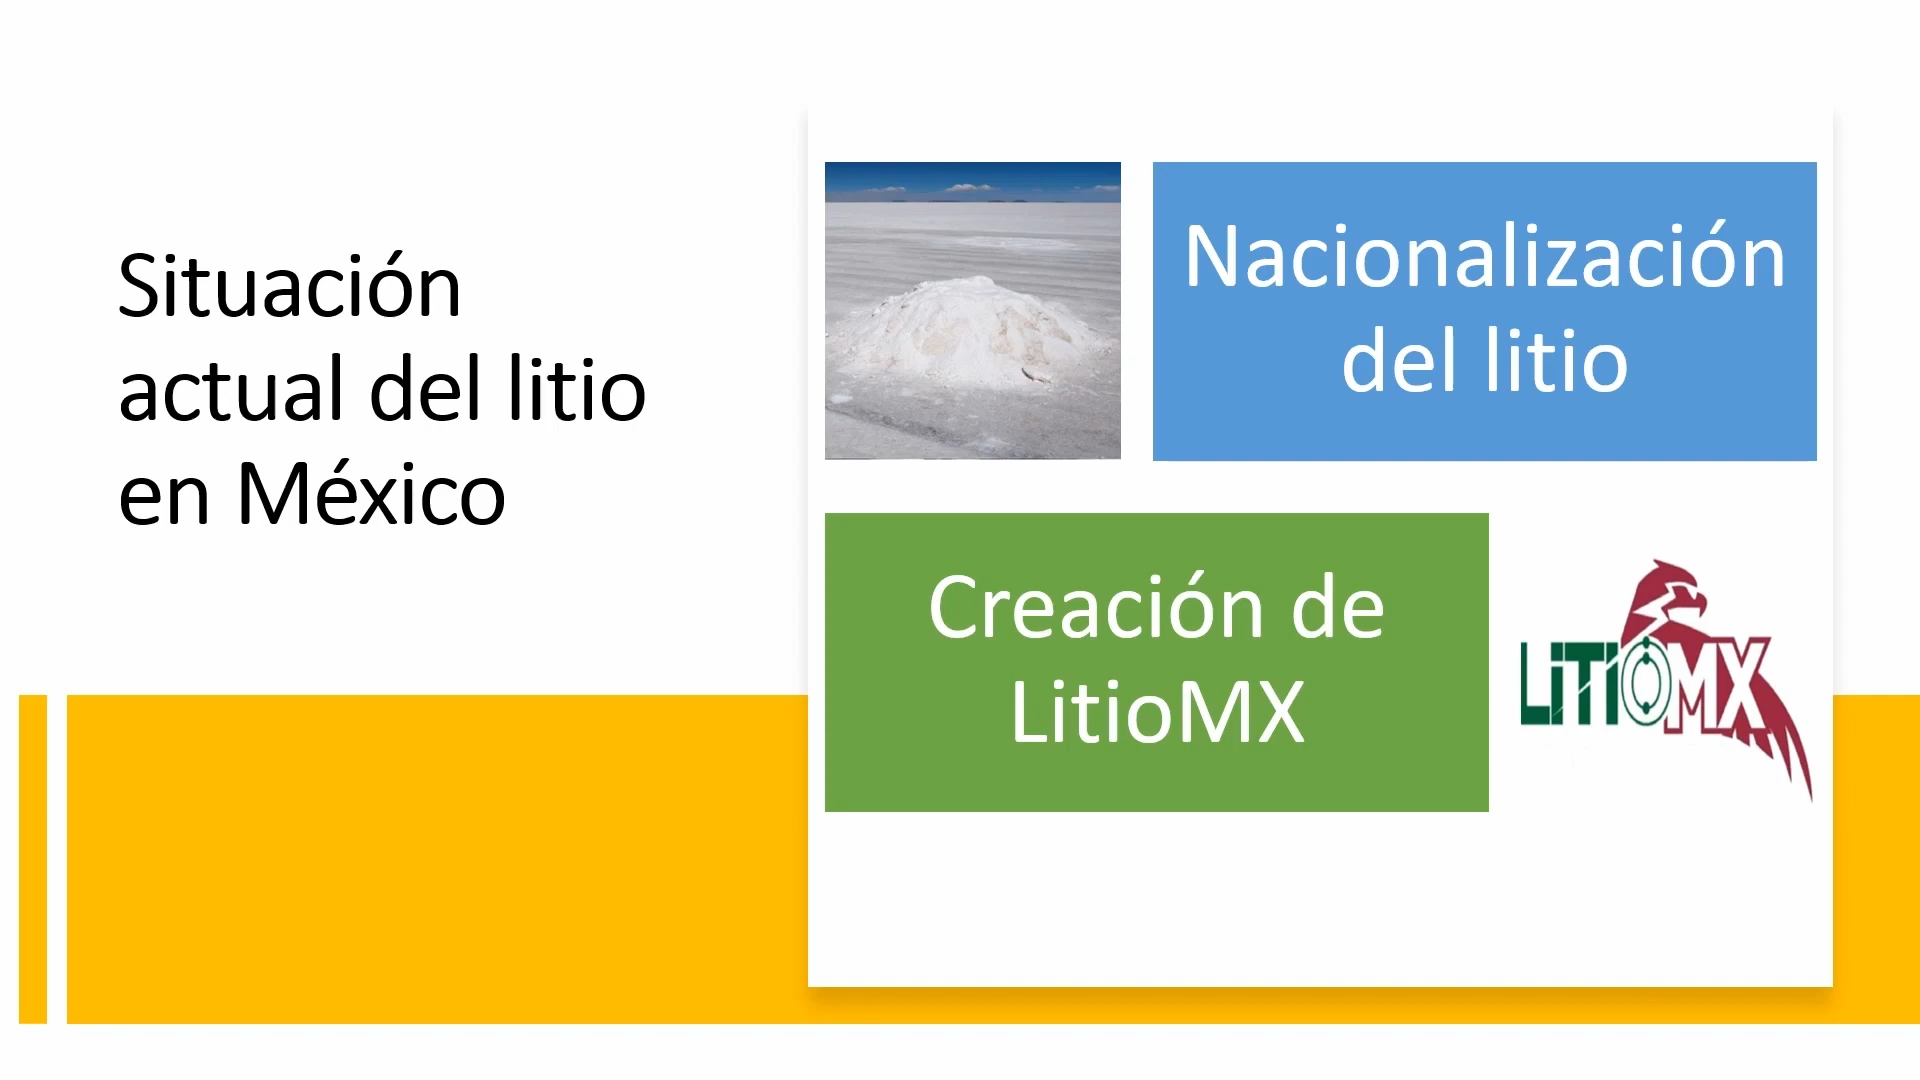 Situación
actual del litio
en México
Nacionalización
del litio
Creación de
LitioMX
LiTIOMX